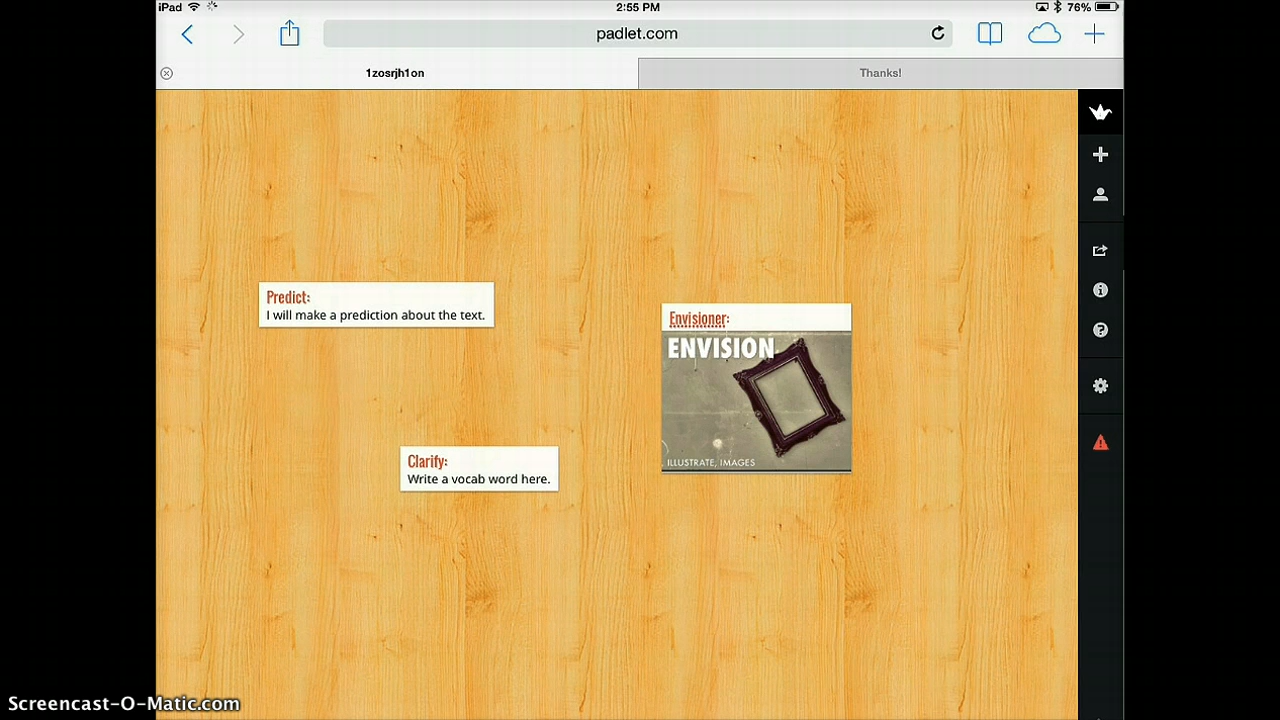 iPad 2:55 PM 76%
padlet.com
1zosrjh1on Thanks!
Predict:
I will make a prediction about the text.
Envisioner:
ENVISION
ILLUSTRATE, IMAGES
Clarify:
Write a vocab word here.
Screencast-O-Matic.com